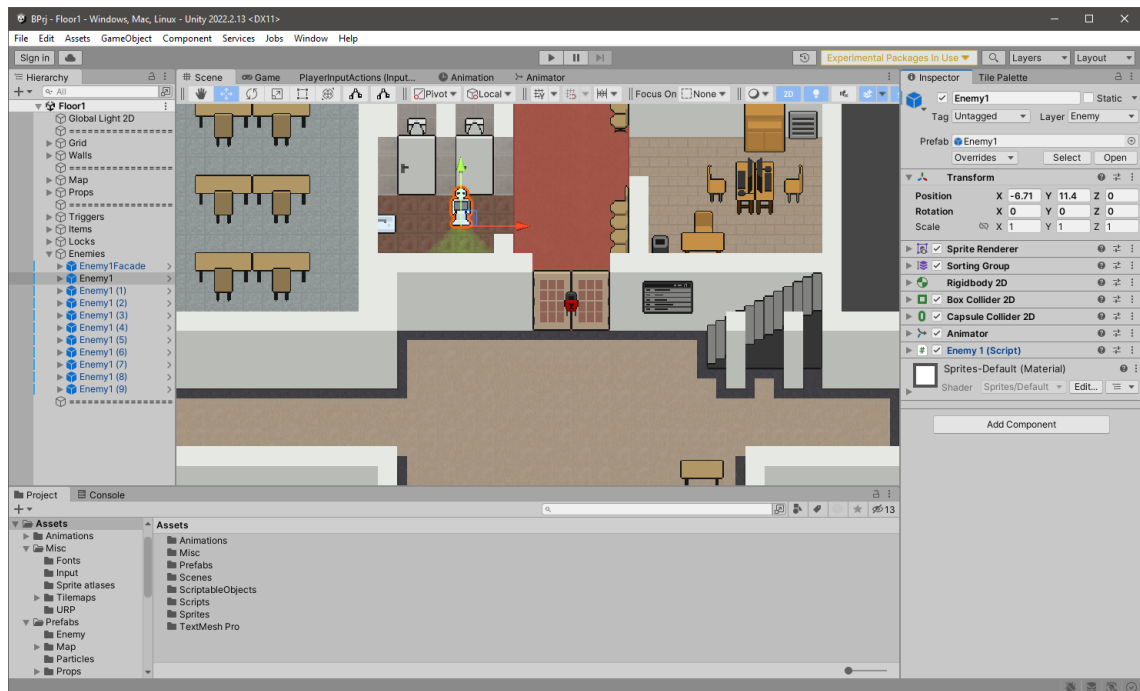 BPrj - Floor1 - Windows, Mac, Linux - Unity 2022.2.13 <DX11>
File Edit Assets GameObject Component Services Jobs Window Help
Sign in
Experimental Packages In Use
Layers
Layout
Hierarchy
All
Floor1
Global Light 2D
==================
Grid
Walls
==================
Map
Props
==================
Triggers
Items
Locks
Enemies
Enemy1Facade
Enemy1
Enemy1 (1)
Enemy1 (2)
Enemy1 (3)
Enemy1 (4)
Enemy1 (5)
Enemy1 (6)
Enemy1 (7)
Enemy1 (8)
Enemy1 (9)
==================
Scene Game PlayerInputActions (Input... Animation Animator
Pivot Local Focus On None 2D
Inspector Tile Palette
Enemy1 Static
Tag Untagged Layer Enemy
Prefab Enemy1
Overrides Select Open
Transform
Position X -6.71 Y 11.4 Z 0
Rotation X 0 Y 0 Z 0
Scale X 1 Y 1 Z 1
Sprite Renderer
Sorting Group
Rigidbody 2D
Box Collider 2D
Capsule Collider 2D
Animator
Enemy 1 (Script)
Sprites-Default (Material)
Shader Sprites/Default Edit...
Add Component
Project Console
13
Assets
Animations
Misc
Fonts
Input
Sprite atlases
Tilemaps
URP
Prefabs
Enemy
Map
Particles
Props
Assets
Animations
Misc
Prefabs
Scenes
ScriptableObjects
Scripts
Sprites
TextMesh Pro